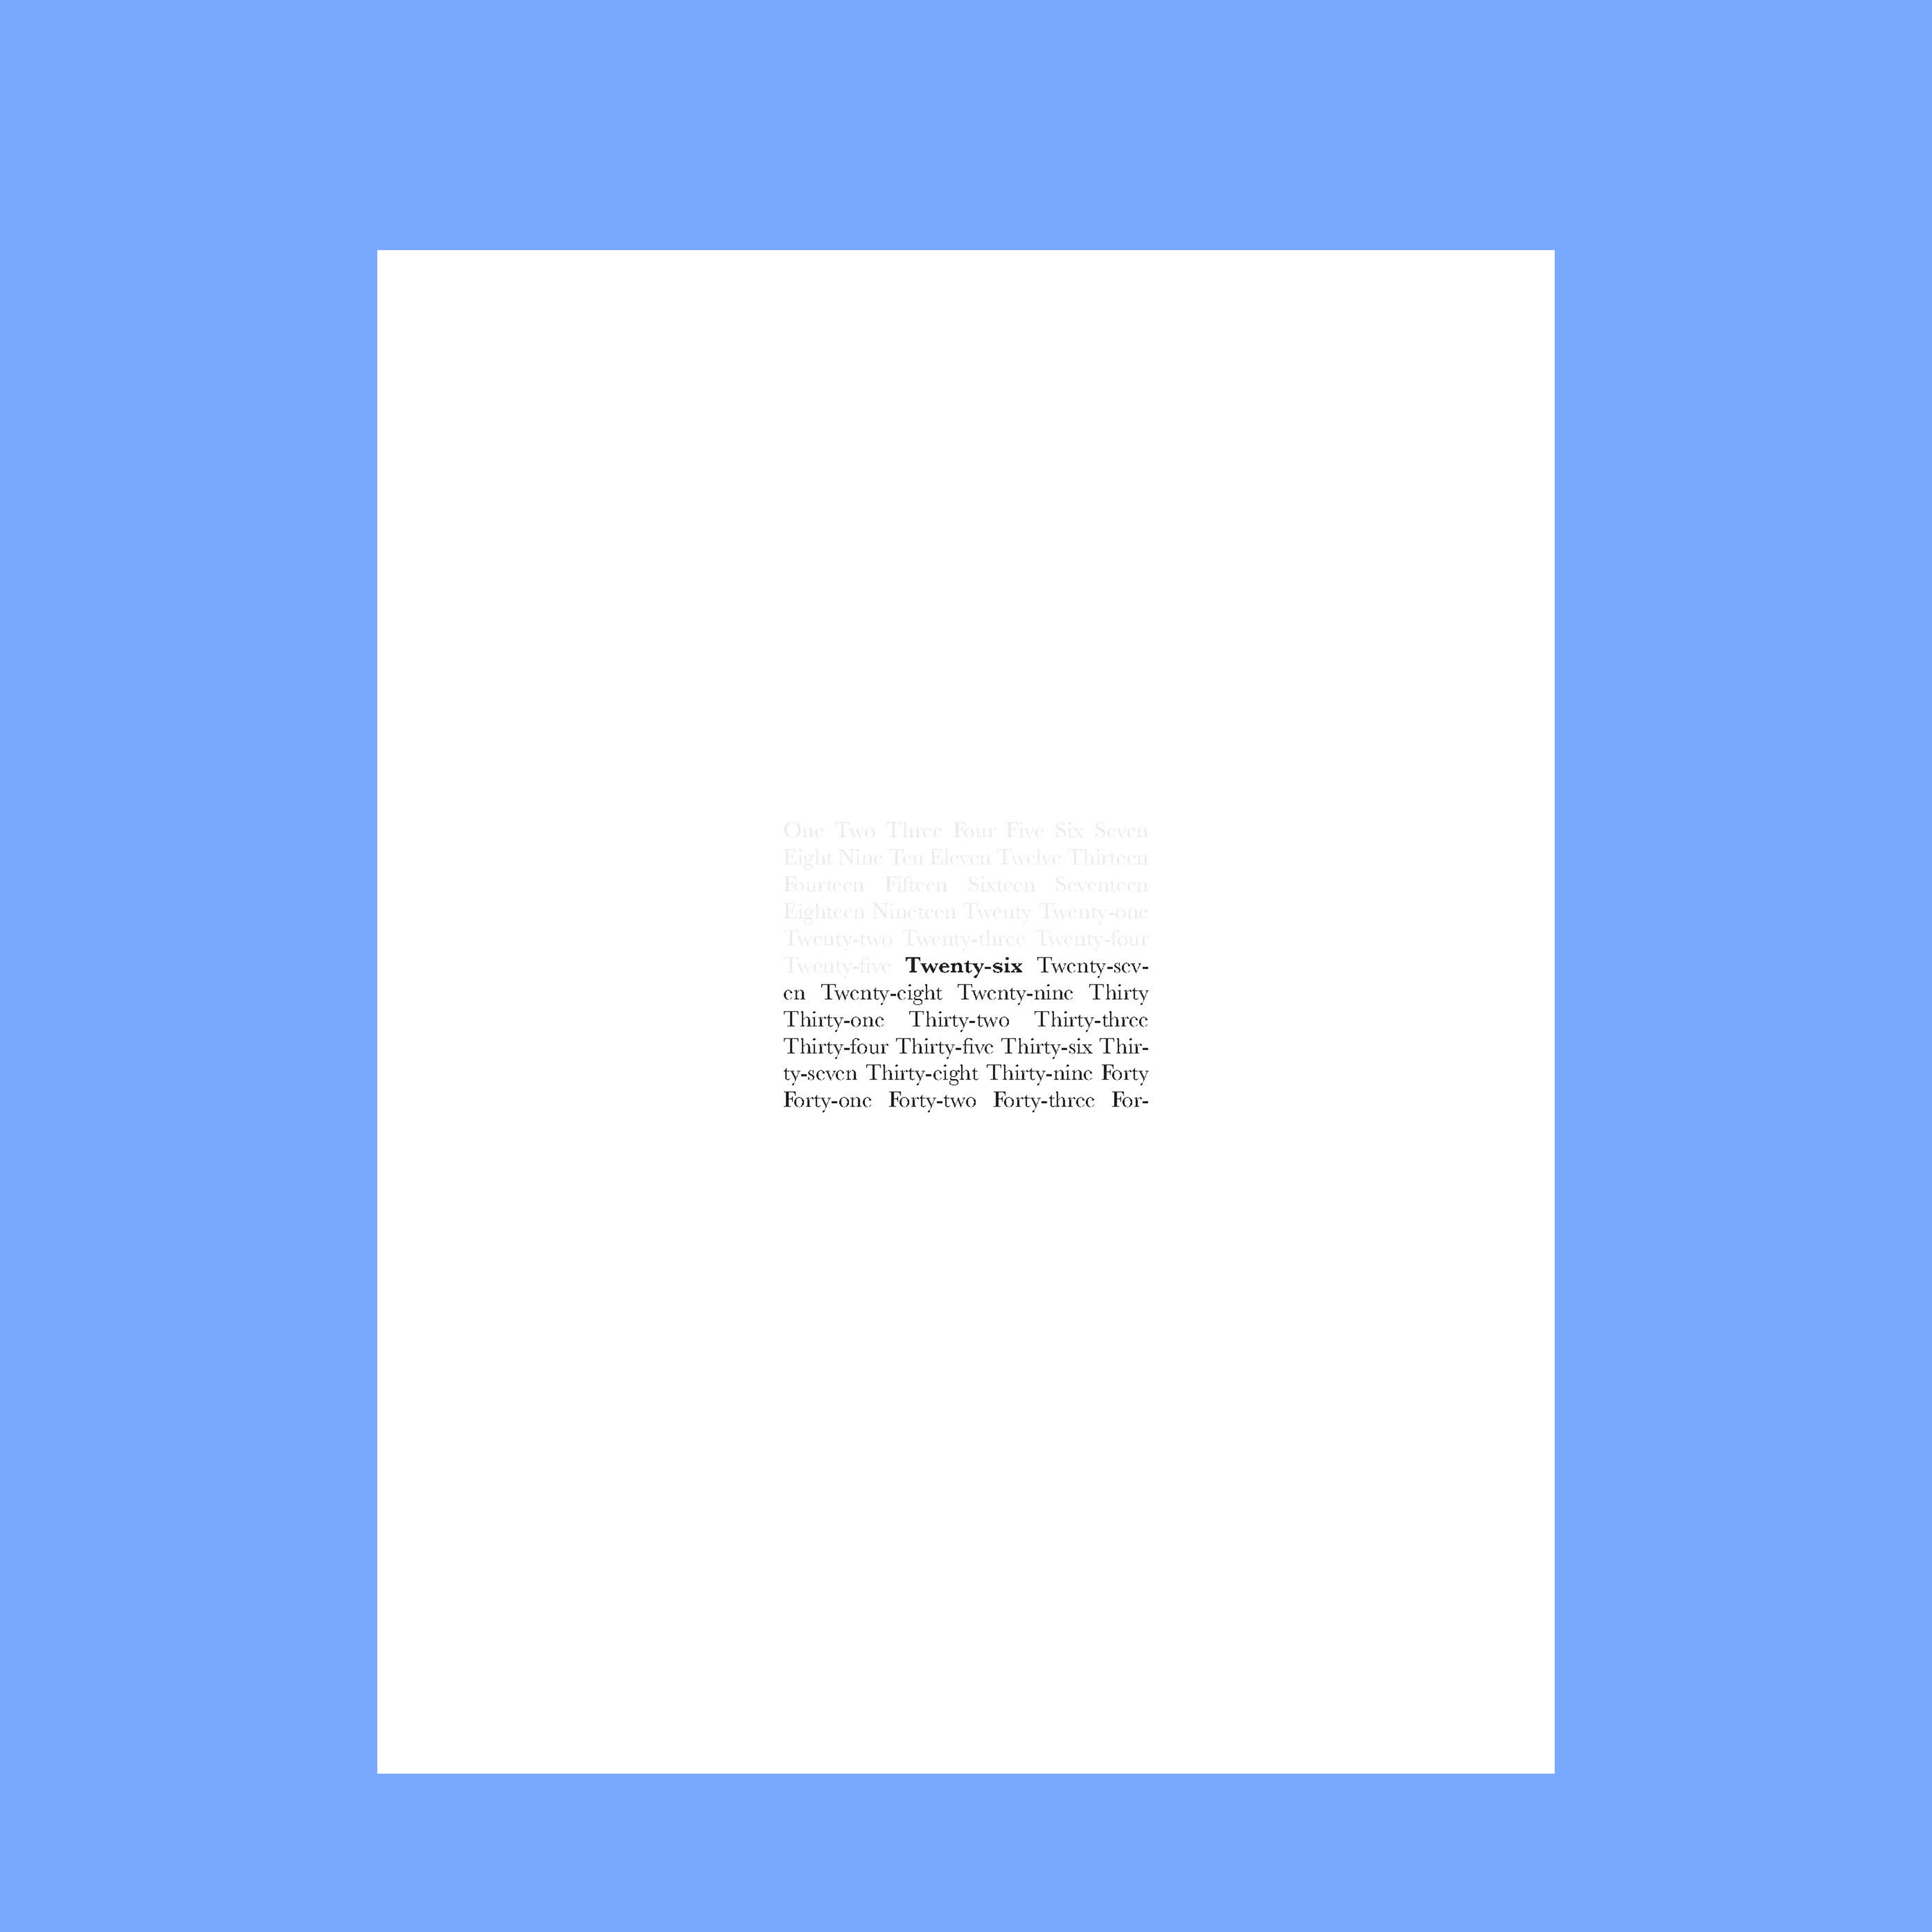 One Two Three Four Five Six Seven
Eight Nine Ten Eleven Twelve Thirteen
Fourteen Fifteen Sixteen Seventeen
Eighteen Nineteen Twenty Twenty-one
Twenty-two Twenty-three Twenty-four
Twenty-five Twenty-six Twenty-sev-
en Twenty-eight Twenty-nine Thirty
Thirty-one Thirty-two Thirty-three
Thirty-four Thirty-five Thirty-six Thir-
ty-seven Thirty-eight Thirty-nine Forty
Forty-one Forty-two Forty-three For-